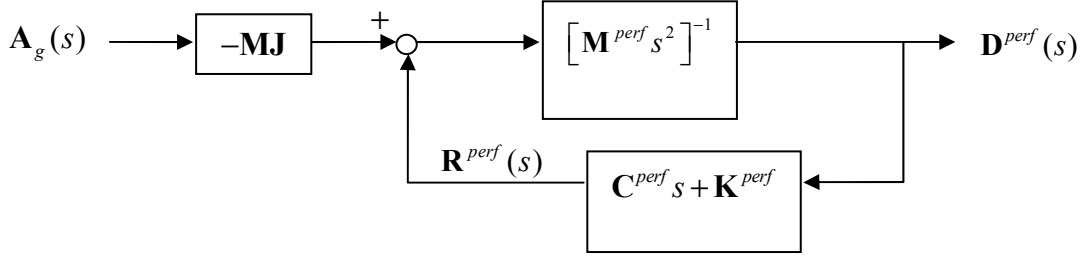 A_g(s)
−MJ
+
[M^{perf} s^2]^{−1}
D^{perf}(s)
R^{perf}(s)
C^{perf} s + K^{perf}